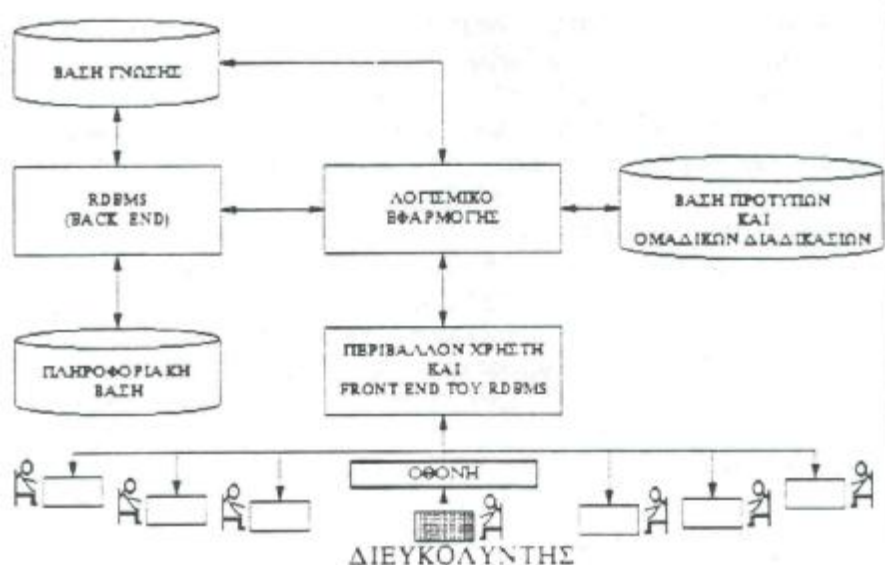 ΒΑΣΗ ΓΝΩΣΗΣ
RDBMS
(BACK END)
ΛΟΓΙΣΜΙΚΟ
ΕΦΑΡΜΟΓΗΣ
ΒΑΣΗ ΠΡΟΤΥΠΩΝ
ΚΑΙ
ΟΜΑΔΙΚΩΝ ΔΙΑΔΙΚΑΣΙΩΝ
ΠΛΗΡΟΦΟΡΙΑΚΗ
ΒΑΣΗ
ΠΕΡΙΒΑΛΛΟΝ ΧΡΗΣΤΗ
ΚΑΙ
FRONT END ΤΟΥ RDBMS
ΟΘΟΝΗ
ΔΙΕΥΚΟΛΥΝΤΗΣ